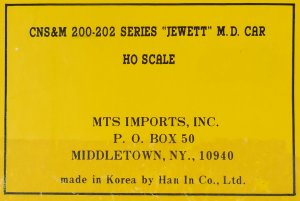 CNS&M 200-202 SERIES "JEWETT" M.D. CAR
HO SCALE
MTS IMPORTS, INC.
P. O. BOX 50
MIDDLETOWN, NY., 10940
made in Korea by Han In Co., Ltd.